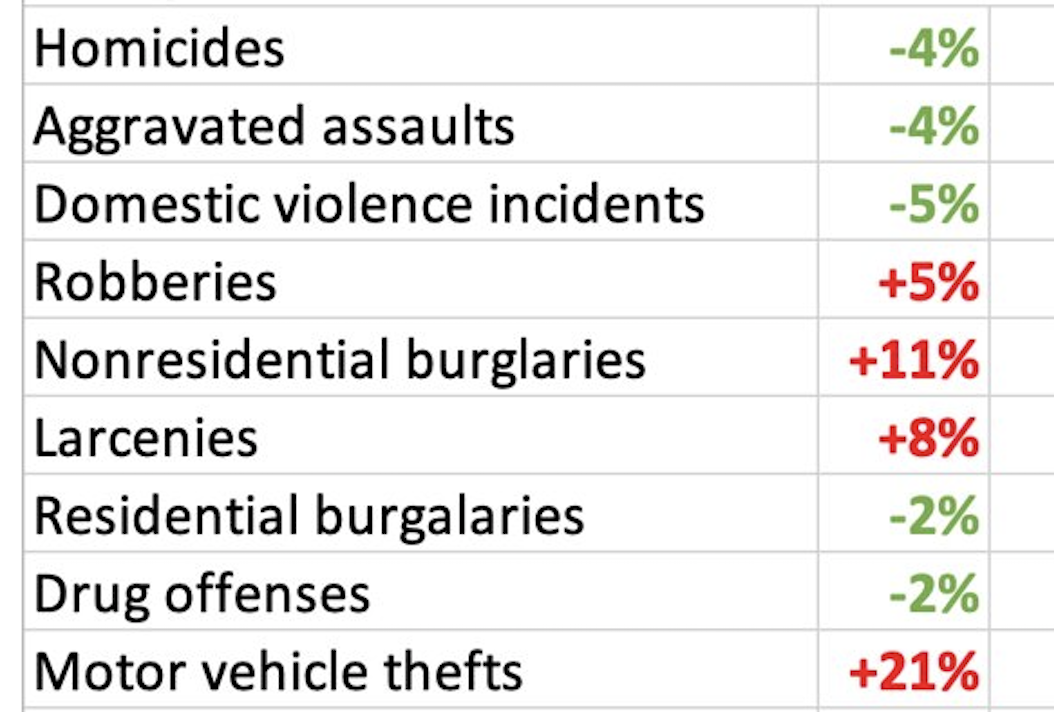 Homicides -4%
Aggravated assaults -4%
Domestic violence incidents -5%
Robberies +5%
Nonresidential burglaries +11%
Larcenies +8%
Residential burgalaries -2%
Drug offenses -2%
Motor vehicle thefts +21%